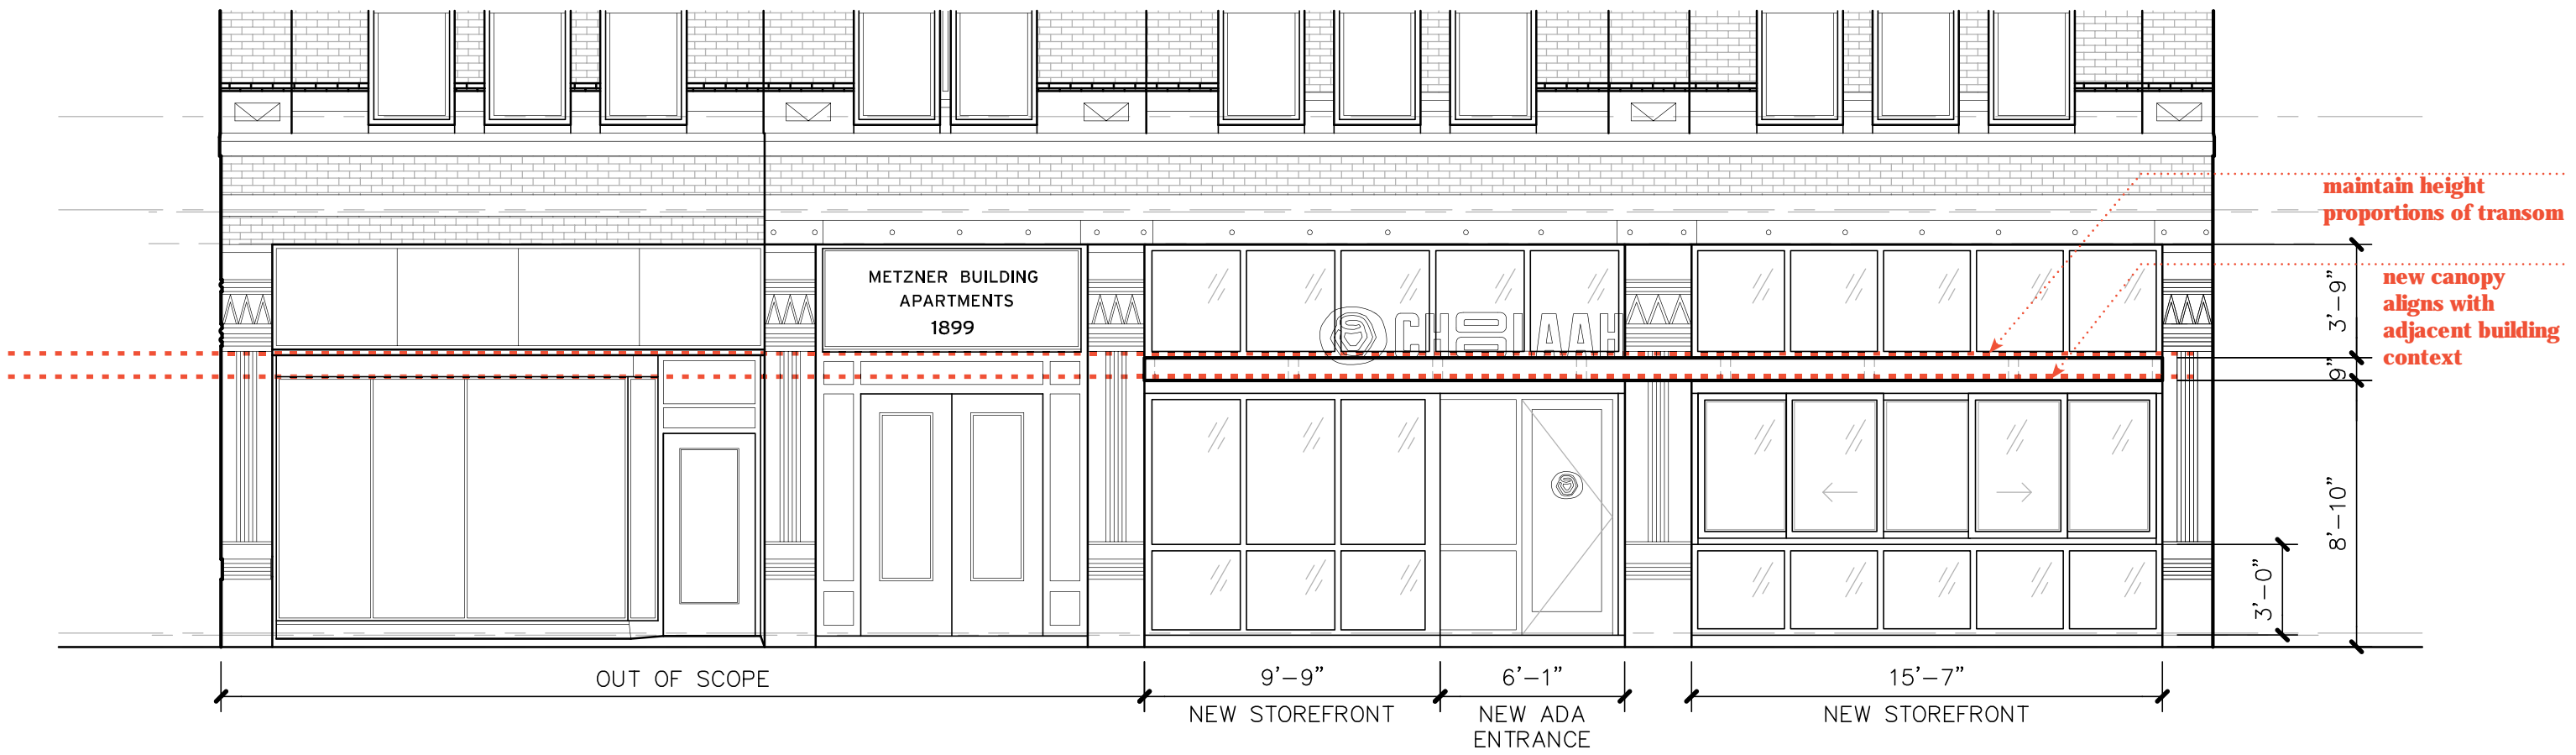 maintain height
proportions of transom
METZNER BUILDING
APARTMENTS
1899
new canopy
aligns with
adjacent building
context
CHOOLAAH
3'-9"
9"
8'-10"
3'-0"
OUT OF SCOPE
9'-9"
6'-1"
15'-7"
NEW STOREFRONT
NEW ADA
ENTRANCE
NEW STOREFRONT